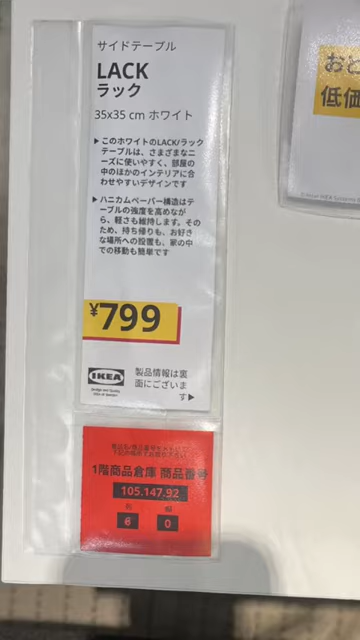 サイドテーブル
LACK
ラック
35x35 cm ホワイト
▶このホワイトのLACK/ラック
テーブルは、さまざまなニ
ーズに使いやすく、部屋の
中のほかのインテリアに合
わせやすいデザインです
▶ハニカムペーパー構造はテ
ーブルの強度を高めなが
ら、軽さも維持します。その
ため、持ち帰りも、お好き
な場所への設置も、家の中
での移動も簡単です
¥799
IKEA
製品情報は裏
面にございま
す▶
1階商品倉庫 商品番号
105.147.92
列
棚
6
0
低価